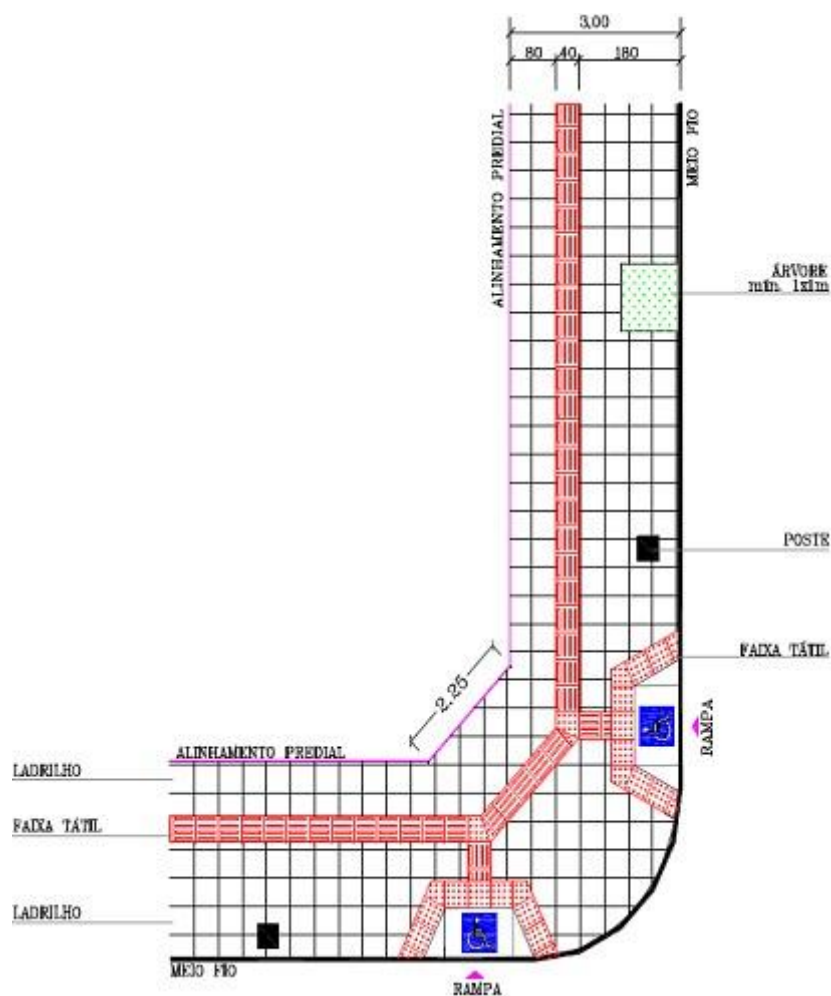 3,00
80 40 180
ALINHAMENTO PREDIAL
MEIO FIO
ÁRVORE
mín. 1x1m
POSTE
FAIXA TÁTIL
2,25
RAMPA
ALINHAMENTO PREDIAL
LADRILHO
FAIXA TÁTIL
LADRILHO
MEIO FIO
RAMPA